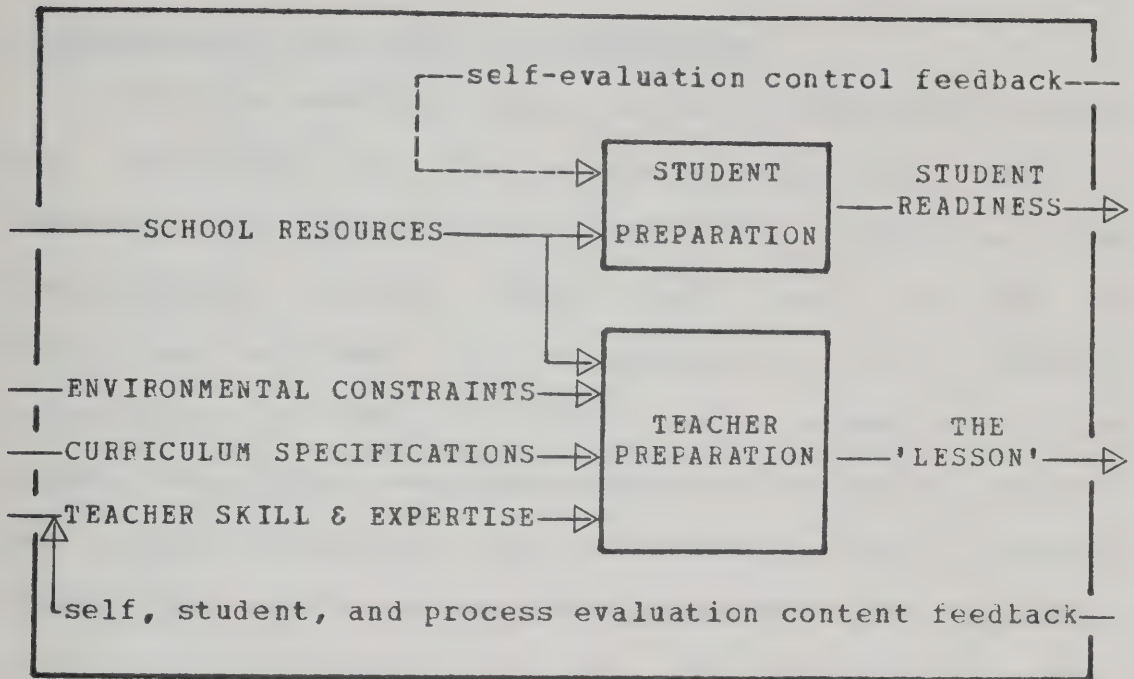 self-evaluation control feedback
STUDENT
PREPARATION
STUDENT
READINESS
SCHOOL RESOURCES
ENVIRONMENTAL CONSTRAINTS
CURRICULUM SPECIFICATIONS
TEACHER SKILL & EXPERTISE
TEACHER
PREPARATION
THE
'LESSON'
self, student, and process evaluation content feedback